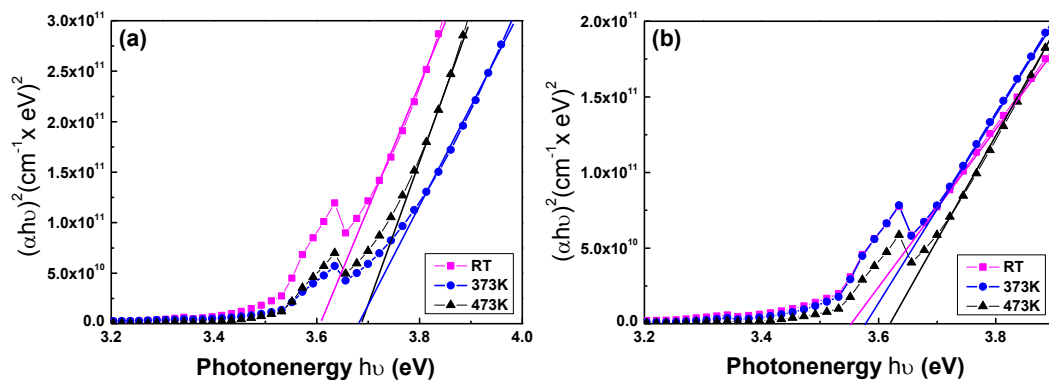 (a)
3.0x10¹¹
2.5x10¹¹
2.0x10¹¹
1.5x10¹¹
1.0x10¹¹
5.0x10¹⁰
0.0
(αhυ)²(cm⁻¹x eV)²
RT
373K
473K
3.2 3.4 3.6 3.8 4.0
Photonenergy hυ (eV)
(b)
2.0x10¹¹
1.5x10¹¹
1.0x10¹¹
5.0x10¹⁰
0.0
(αhυ)²(cm⁻¹x eV)²
RT
373K
473K
3.2 3.4 3.6 3.8
Photonenergy hυ (eV)